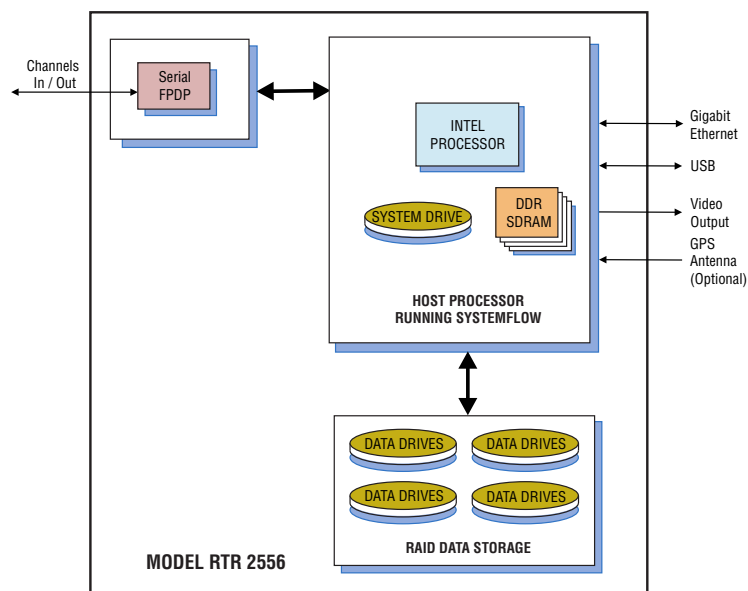 Channels
In / Out
Serial
FPDP
INTEL
PROCESSOR
SYSTEM DRIVE
DDR
SDRAM
HOST PROCESSOR
RUNNING SYSTEMFLOW
Gigabit
Ethernet
USB
Video
Output
GPS
Antenna
(Optional)
DATA DRIVES
DATA DRIVES
DATA DRIVES
DATA DRIVES
RAID DATA STORAGE
MODEL RTR 2556